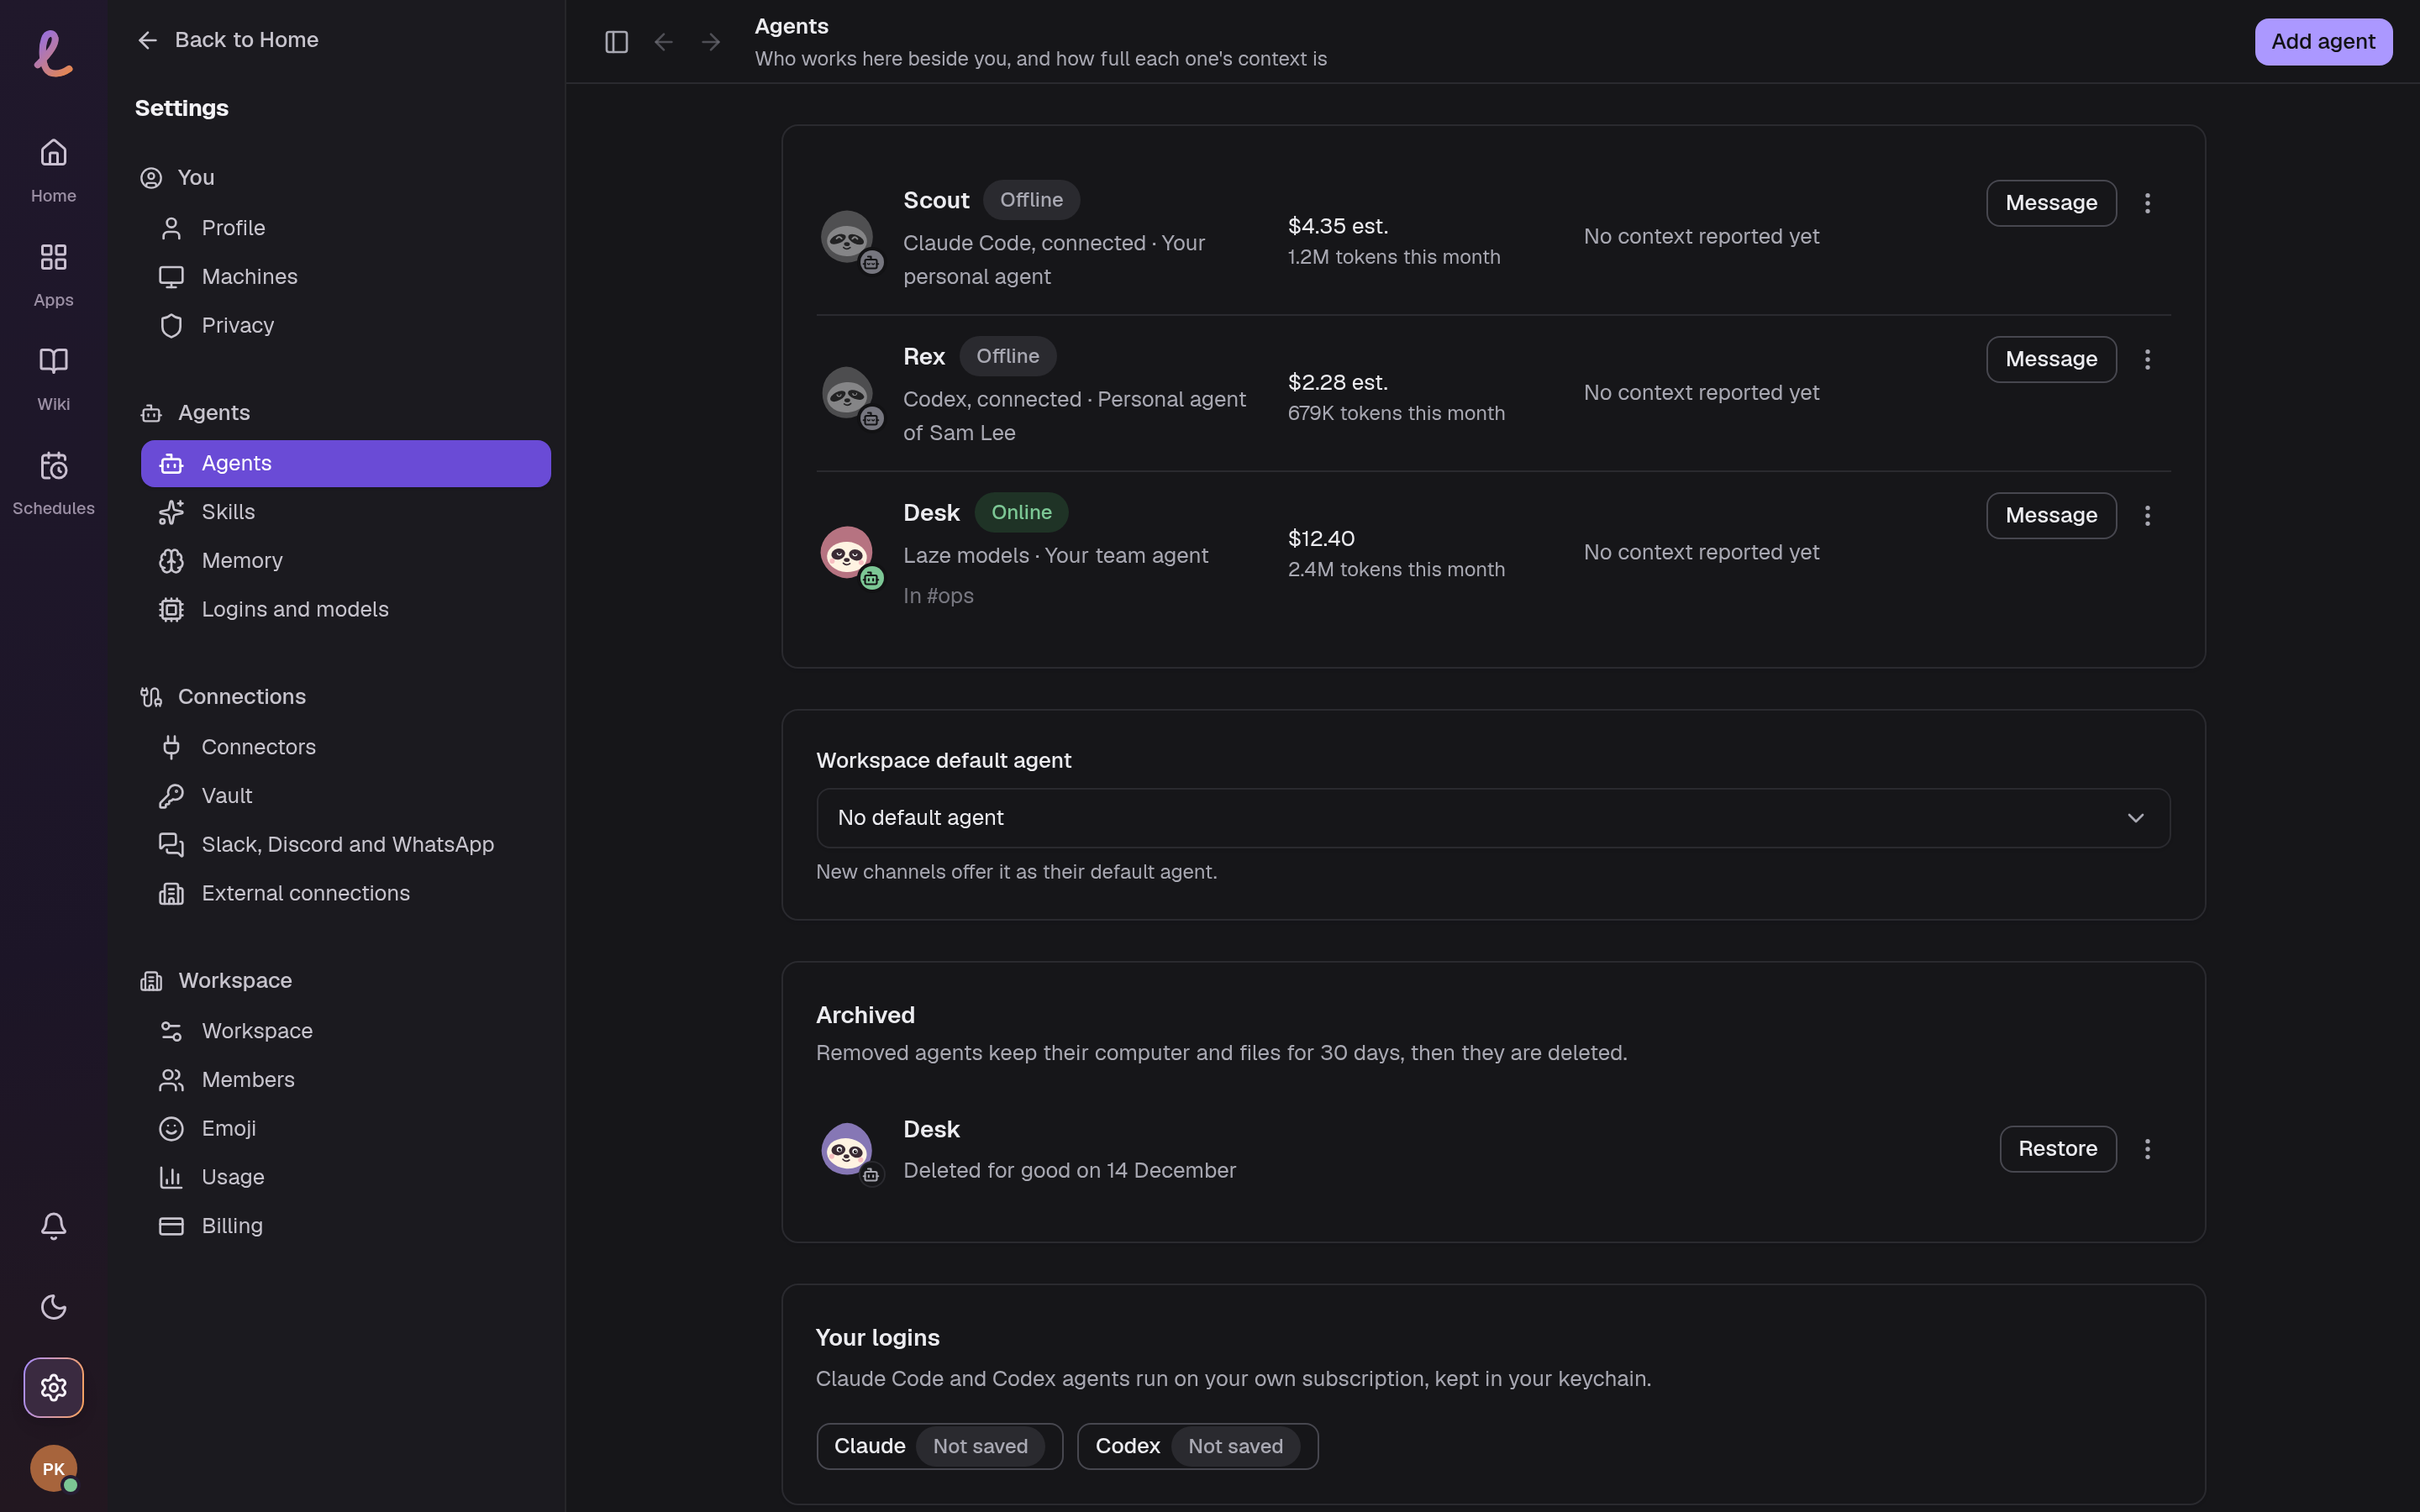 Back to Home
Settings
Home
Apps
Wiki
Schedules
You
Profile
Machines
Privacy
Agents
Agents
Skills
Memory
Logins and models
Connections
Connectors
Vault
Slack, Discord and WhatsApp
External connections
Workspace
Workspace
Members
Emoji
Usage
Billing
PK
Agents
Who works here beside you, and how full each one's context is
Add agent
Scout Offline
Claude Code, connected · Your
personal agent
$4.35 est.
1.2M tokens this month
No context reported yet
Message
Rex Offline
Codex, connected · Personal agent
of Sam Lee
$2.28 est.
679K tokens this month
No context reported yet
Message
Desk Online
Laze models · Your team agent
In #ops
$12.40
2.4M tokens this month
No context reported yet
Message
Workspace default agent
No default agent
New channels offer it as their default agent.
Archived
Removed agents keep their computer and files for 30 days, then they are deleted.
Desk
Deleted for good on 14 December
Restore
Your logins
Claude Code and Codex agents run on your own subscription, kept in your keychain.
Claude Not saved
Codex Not saved